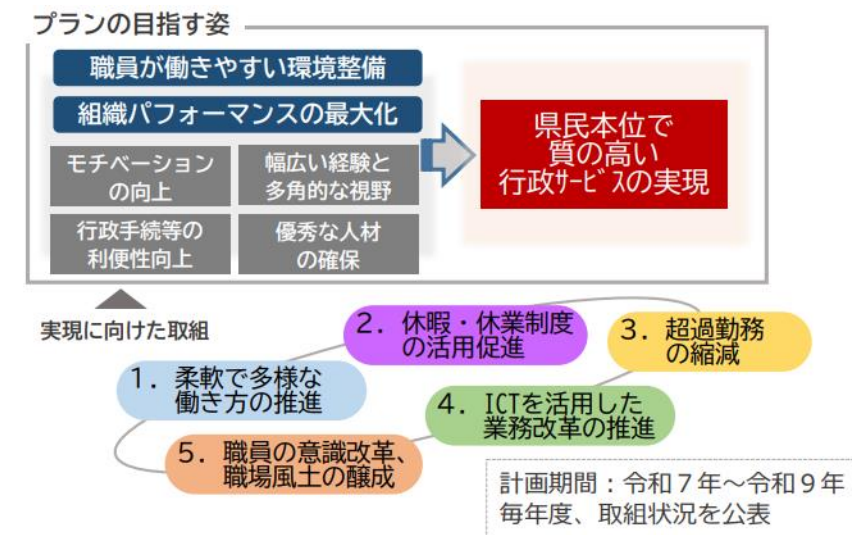 プランの目指す姿
職員が働きやすい環境整備
組織パフォーマンスの最大化
モチベーション
の向上
幅広い経験と
多角的な視野
行政手続等の
利便性向上
優秀な人材
の確保
県民本位で
質の高い
行政ｻｰﾋﾞｽの実現
実現に向けた取組
1．柔軟で多様な
働き方の推進
2．休暇・休業制度
の活用促進
3．超過勤務
の縮減
4．ICTを活用した
業務改革の推進
5．職員の意識改革、
職場風土の醸成
計画期間：令和７年～令和９年
毎年度、取組状況を公表